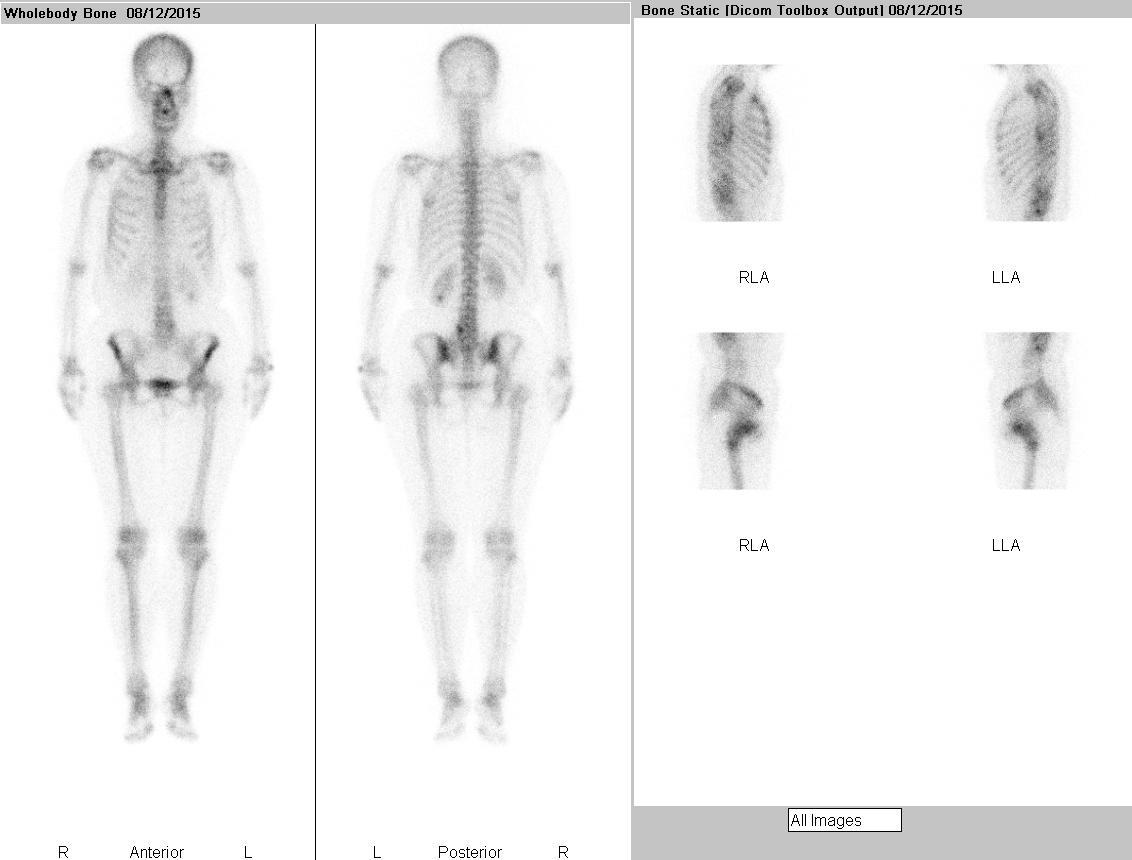 Wholebody Bone 08/12/2015
Bone Static [Dicom Toolbox Output] 08/12/2015
RLA LLA
RLA LLA
All Images
R Anterior L L Posterior R